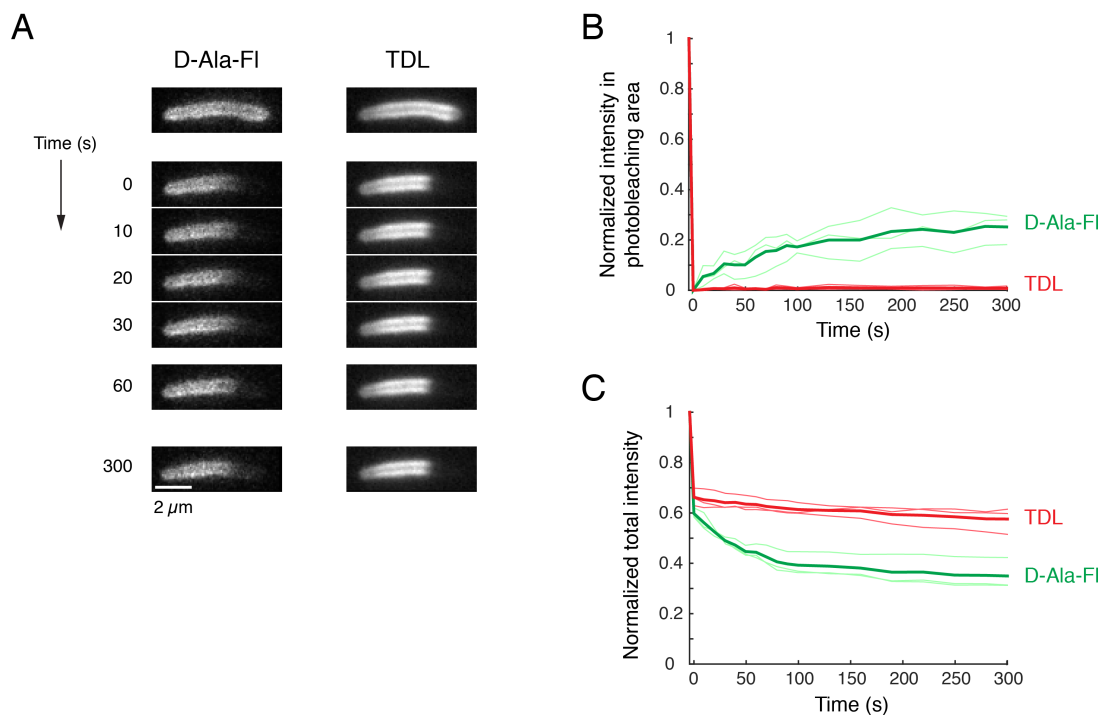 A
D-Ala-Fl
TDL
Time (s)
0
10
20
30
60
300
2 µm
B
Normalized intensity in
photobleaching area
1
0.8
0.6
0.4
0.2
0
0
50
100
150
200
250
300
Time (s)
D-Ala-Fl
TDL
C
Normalized total intensity
1
0.8
0.6
0.4
0.2
0
0
50
100
150
200
250
300
Time (s)
TDL
D-Ala-Fl